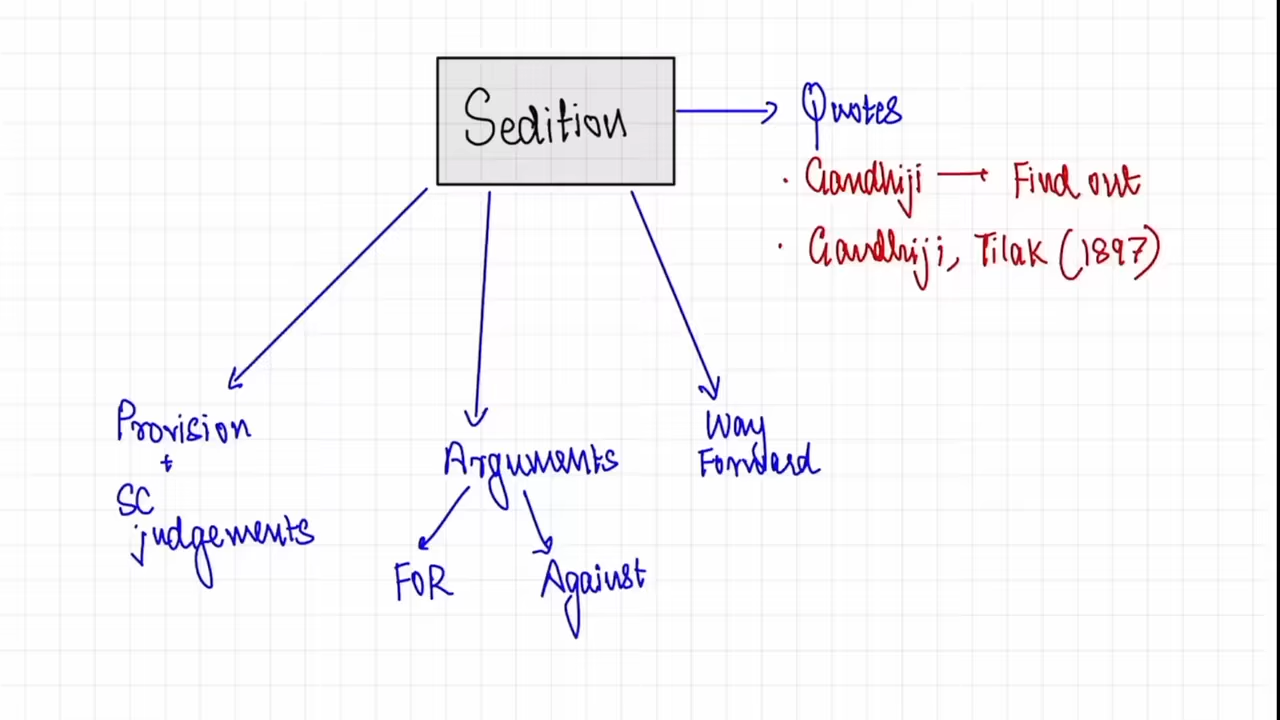 Sedition
Quotes
· Gandhiji → Find out
· Gandhiji, Tilak (1897)
Provision
+
SC
judgements
Arguments
FOR
Against
Way
Forward